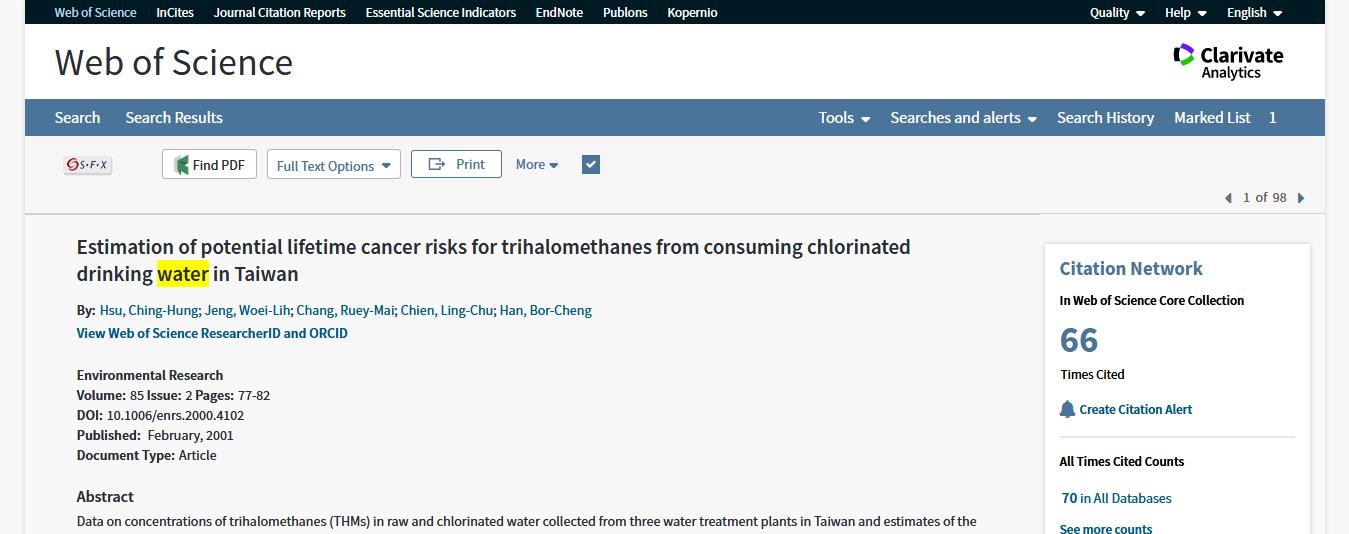 Web of Science InCites Journal Citation Reports Essential Science Indicators EndNote Publons Kopernio Quality Help English
Web of Science
Clarivate
Analytics
Search Search Results Tools Searches and alerts Search History Marked List 1
S·F·X Find PDF Full Text Options Print More
1 of 98
Estimation of potential lifetime cancer risks for trihalomethanes from consuming chlorinated
drinking water in Taiwan
By: Hsu, Ching-Hung; Jeng, Woei-Lih; Chang, Ruey-Mai; Chien, Ling-Chu; Han, Bor-Cheng
View Web of Science ResearcherID and ORCID
Environmental Research
Volume: 85 Issue: 2 Pages: 77-82
DOI: 10.1006/enrs.2000.4102
Published: February, 2001
Document Type: Article
Abstract
Data on concentrations of trihalomethanes (THMs) in raw and chlorinated water collected from three water treatment plants in Taiwan and estimates of the
Citation Network
In Web of Science Core Collection
66
Times Cited
Create Citation Alert
All Times Cited Counts
70 in All Databases
See more counts